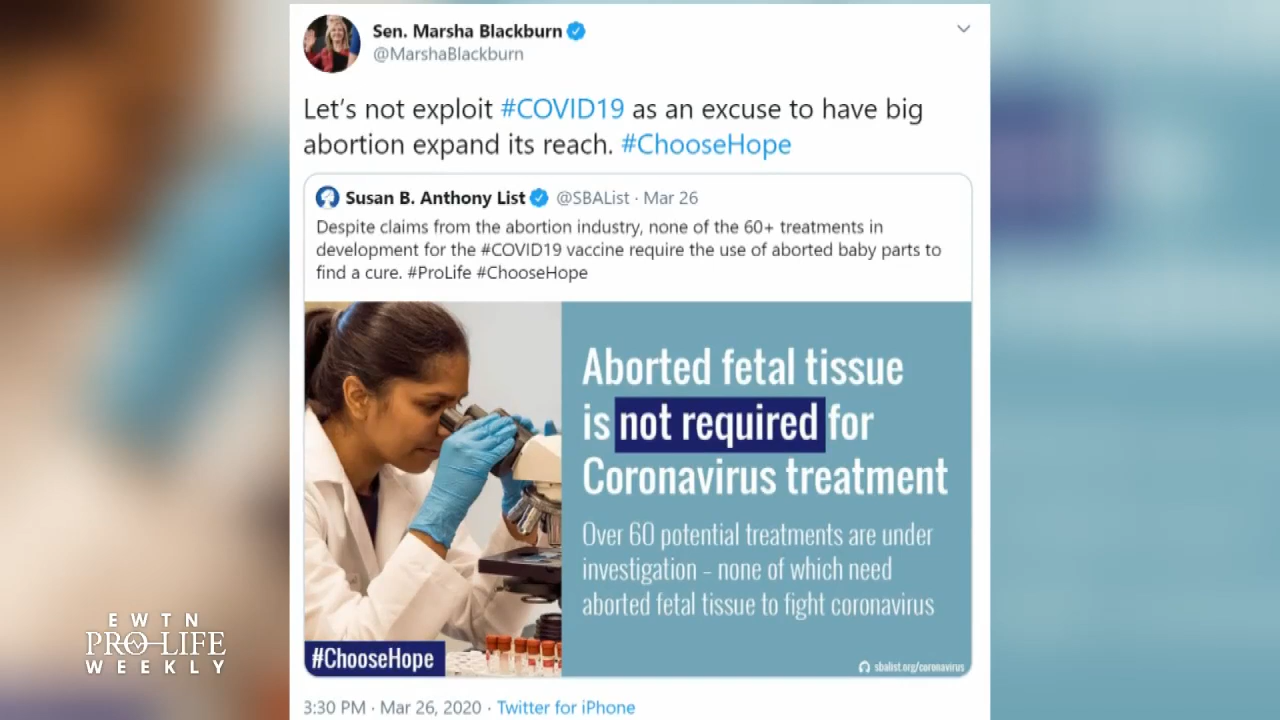 Sen. Marsha Blackburn
@MarshaBlackburn
Let's not exploit #COVID19 as an excuse to have big
abortion expand its reach. #ChooseHope
Susan B. Anthony List @SBAList · Mar 26
Despite claims from the abortion industry, none of the 60+ treatments in
development for the #COVID19 vaccine require the use of aborted baby parts to
find a cure. #ProLife #ChooseHope
Aborted fetal tissue
is not required for
Coronavirus treatment
Over 60 potential treatments are under
investigation – none of which need
aborted fetal tissue to fight coronavirus
#ChooseHope
sbalist.org/coronavirus
3:30 PM · Mar 26, 2020 · Twitter for iPhone
EWTN
PRO-LIFE
WEEKLY